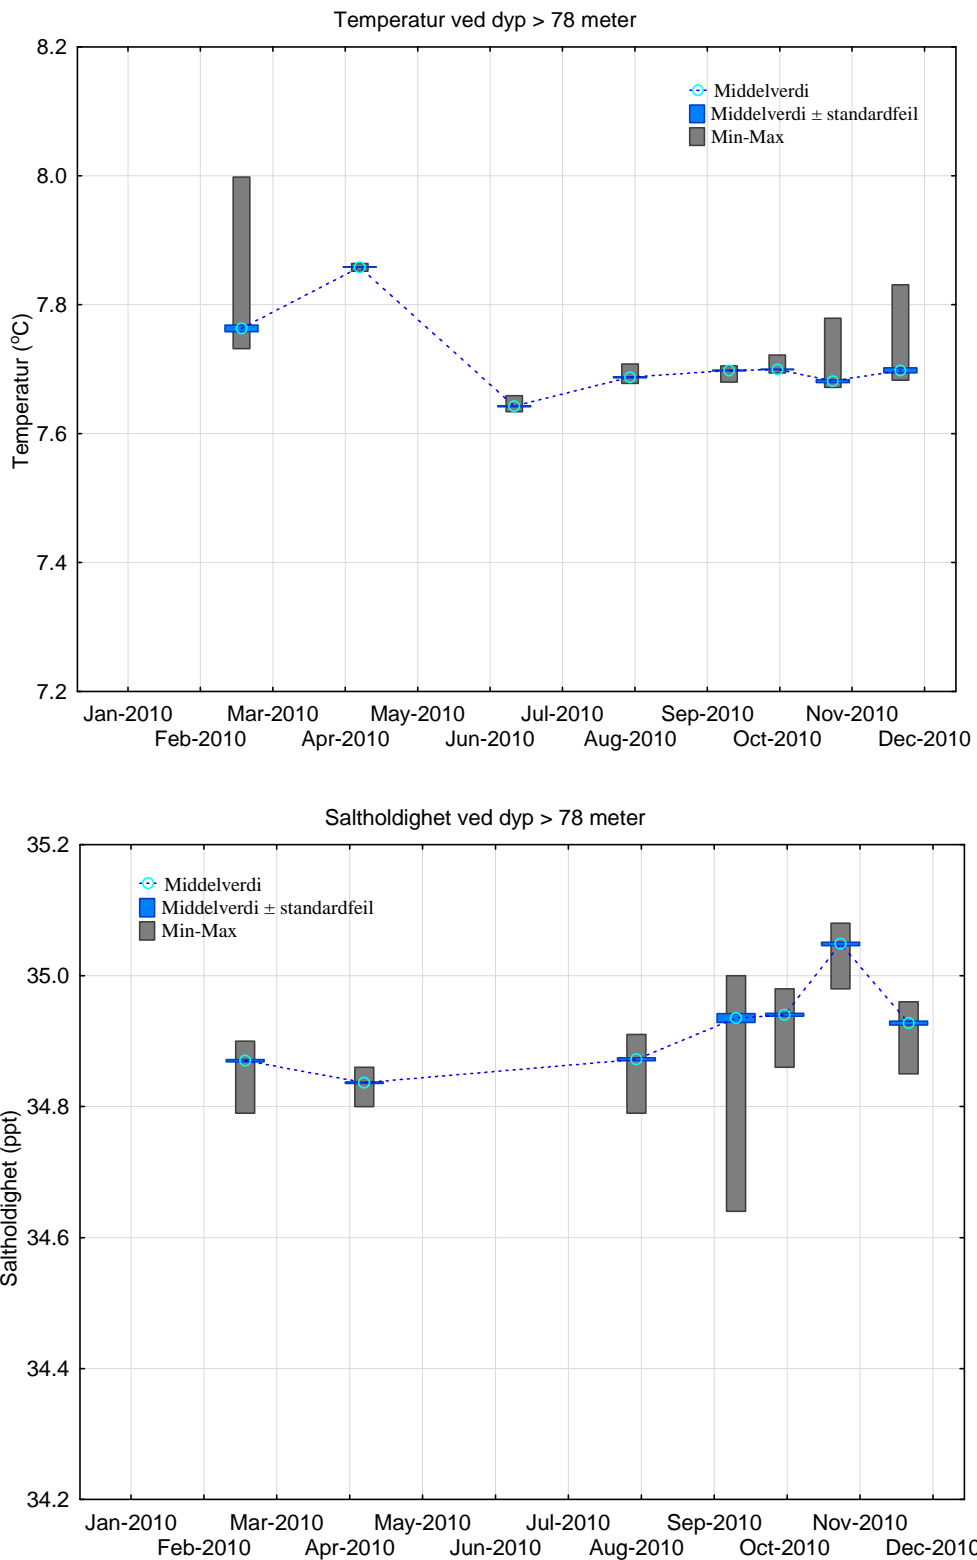 Temperatur ved dyp > 78 meter
8.2
Middelverdi
Middelverdi ± standardfeil
Min-Max
8.0
7.8
7.6
7.4
7.2
Temperatur (°C)
Jan-2010 Mar-2010 May-2010 Jul-2010 Sep-2010 Nov-2010
Feb-2010 Apr-2010 Jun-2010 Aug-2010 Oct-2010 Dec-2010
Saltholdighet ved dyp > 78 meter
35.2
Middelverdi
Middelverdi ± standardfeil
Min-Max
35.0
34.8
34.6
34.4
34.2
Saltholdighet (ppt)
Jan-2010 Mar-2010 May-2010 Jul-2010 Sep-2010 Nov-2010
Feb-2010 Apr-2010 Jun-2010 Aug-2010 Oct-2010 Dec-2010